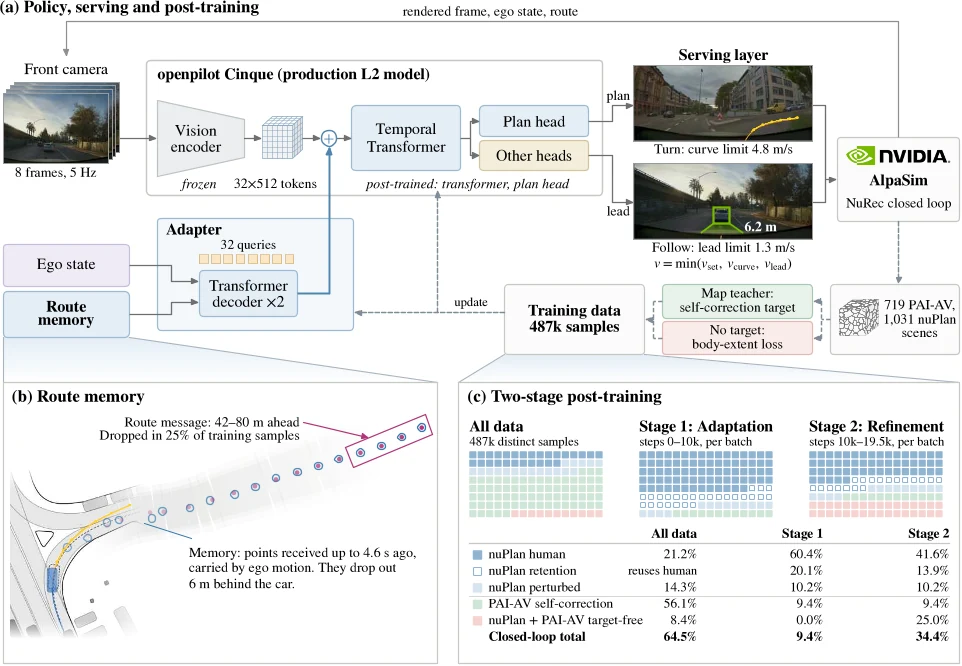 (a) Policy, serving and post-training
rendered frame, ego state, route
Front camera
8 frames, 5 Hz
openpilot Cinque (production L2 model)
Vision
encoder
frozen
32×512 tokens
Temporal
Transformer
Plan head
Other heads
post-trained: transformer, plan head
plan
lead
Serving layer
Turn: curve limit 4.8 m/s
6.2 m
Follow: lead limit 1.3 m/s
v = min(vset, vcurve, vlead)
NVIDIA.
AlpaSim
NuRec closed loop
Adapter
32 queries
Transformer
decoder ×2
Ego state
Route
memory
update
Training data
487k samples
Map teacher:
self-correction target
No target:
body-extent loss
719 PAI-AV,
1,031 nuPlan
scenes
(b) Route memory
Route message: 42–80 m ahead
Dropped in 25% of training samples
Memory: points received up to 4.6 s ago,
carried by ego motion. They drop out
6 m behind the car.
(c) Two-stage post-training
All data
487k distinct samples
Stage 1: Adaptation
steps 0–10k, per batch
Stage 2: Refinement
steps 10k–19.5k, per batch
All data Stage 1 Stage 2
nuPlan human 21.2% 60.4% 41.6%
nuPlan retention reuses human 20.1% 13.9%
nuPlan perturbed 14.3% 10.2% 10.2%
PAI-AV self-correction 56.1% 9.4% 9.4%
nuPlan + PAI-AV target-free 8.4% 0.0% 25.0%
Closed-loop total 64.5% 9.4% 34.4%